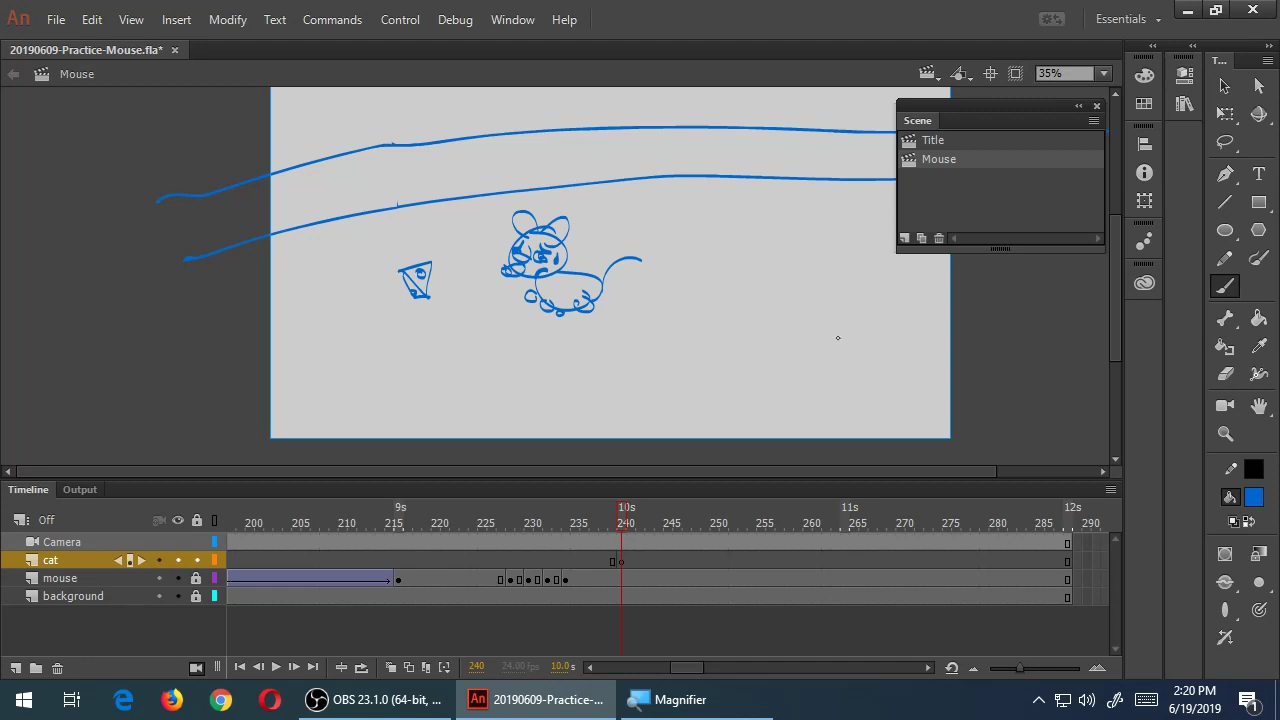 An File Edit View Insert Modify Text Commands Control Debug Window Help Essentials
20190609-Practice-Mouse.fla* ×
Mouse 35%
T...
Scene
Title
Mouse
T
Timeline Output
9s 10s 11s 12s
Off 200 205 210 215 220 225 230 235 240 245 250 255 260 265 270 275 280 285 290
Camera
cat
mouse
background
240 24.00 fps 10.0 s
OBS 23.1.0 (64-bit, ... An 20190609-Practice-... Magnifier
2:20 PM
6/19/2019
1